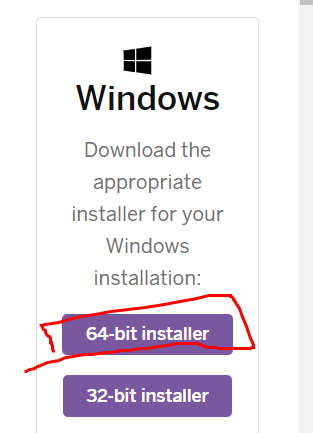 Windows
Download the
appropriate
installer for your
Windows
installation:
64-bit installer
32-bit installer